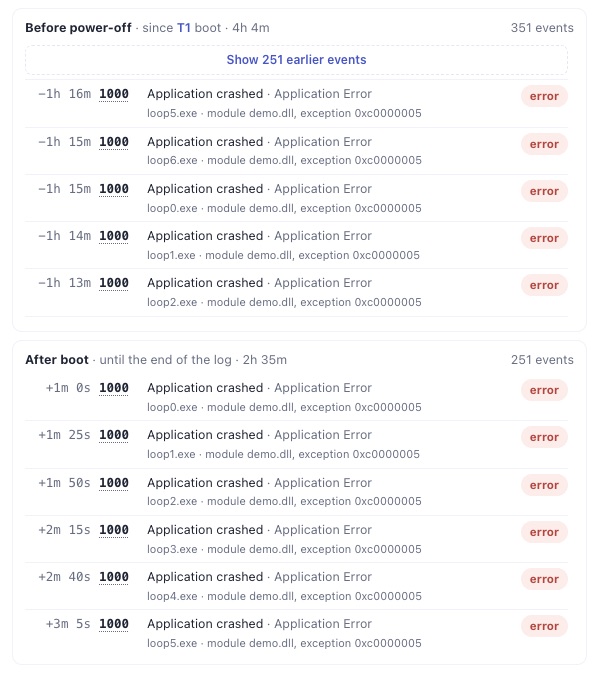 Before power-off · since T1 boot · 4h 4m 351 events
Show 251 earlier events
−1h 16m 1000 Application crashed · Application Error error
loop5.exe · module demo.dll, exception 0xc0000005
−1h 15m 1000 Application crashed · Application Error error
loop6.exe · module demo.dll, exception 0xc0000005
−1h 15m 1000 Application crashed · Application Error error
loop0.exe · module demo.dll, exception 0xc0000005
−1h 14m 1000 Application crashed · Application Error error
loop1.exe · module demo.dll, exception 0xc0000005
−1h 13m 1000 Application crashed · Application Error error
loop2.exe · module demo.dll, exception 0xc0000005
After boot · until the end of the log · 2h 35m 251 events
+1m 0s 1000 Application crashed · Application Error error
loop0.exe · module demo.dll, exception 0xc0000005
+1m 25s 1000 Application crashed · Application Error error
loop1.exe · module demo.dll, exception 0xc0000005
+1m 50s 1000 Application crashed · Application Error error
loop2.exe · module demo.dll, exception 0xc0000005
+2m 15s 1000 Application crashed · Application Error error
loop3.exe · module demo.dll, exception 0xc0000005
+2m 40s 1000 Application crashed · Application Error error
loop4.exe · module demo.dll, exception 0xc0000005
+3m 5s 1000 Application crashed · Application Error error
loop5.exe · module demo.dll, exception 0xc0000005